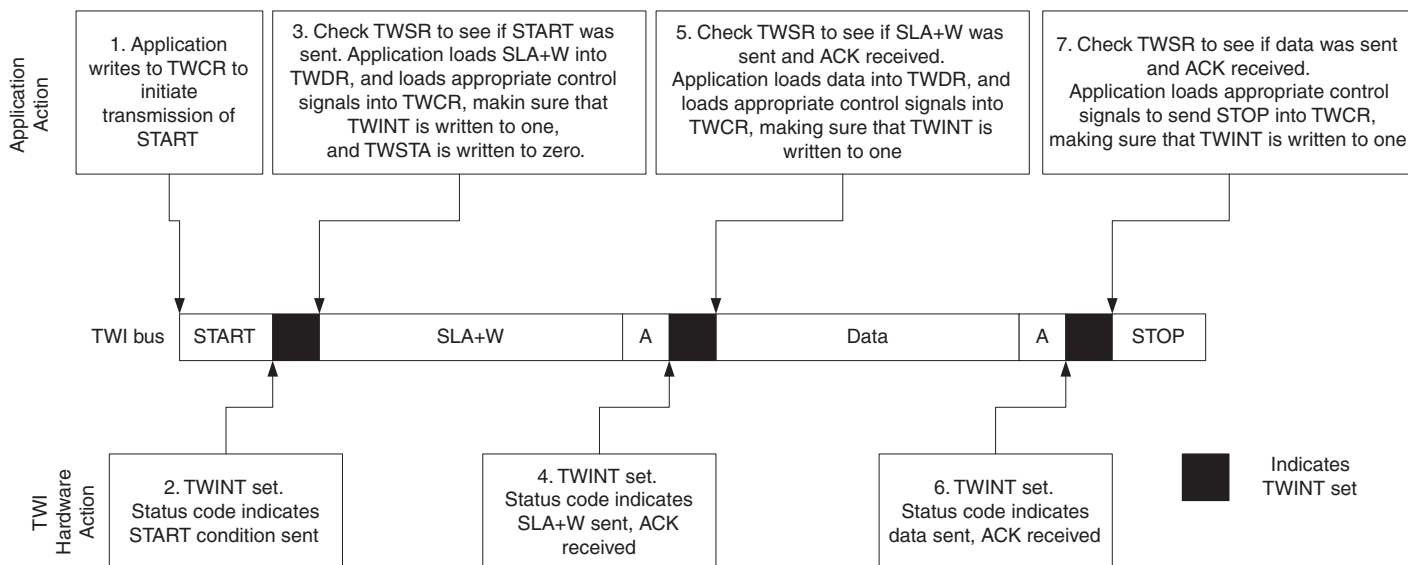 Application
Action
1. Application
writes to TWCR to
initiate
transmission of
START
3. Check TWSR to see if START was
sent. Application loads SLA+W into
TWDR, and loads appropriate control
signals into TWCR, makin sure that
TWINT is written to one,
and TWSTA is written to zero.
5. Check TWSR to see if SLA+W was
sent and ACK received.
Application loads data into TWDR, and
loads appropriate control signals into
TWCR, making sure that TWINT is
written to one
7. Check TWSR to see if data was sent
and ACK received.
Application loads appropriate control
signals to send STOP into TWCR,
making sure that TWINT is written to one
TWI bus
START
SLA+W
A
Data
A
STOP
TWI
Hardware
Action
2. TWINT set.
Status code indicates
START condition sent
4. TWINT set.
Status code indicates
SLA+W sent, ACK
received
6. TWINT set.
Status code indicates
data sent, ACK received
Indicates
TWINT set